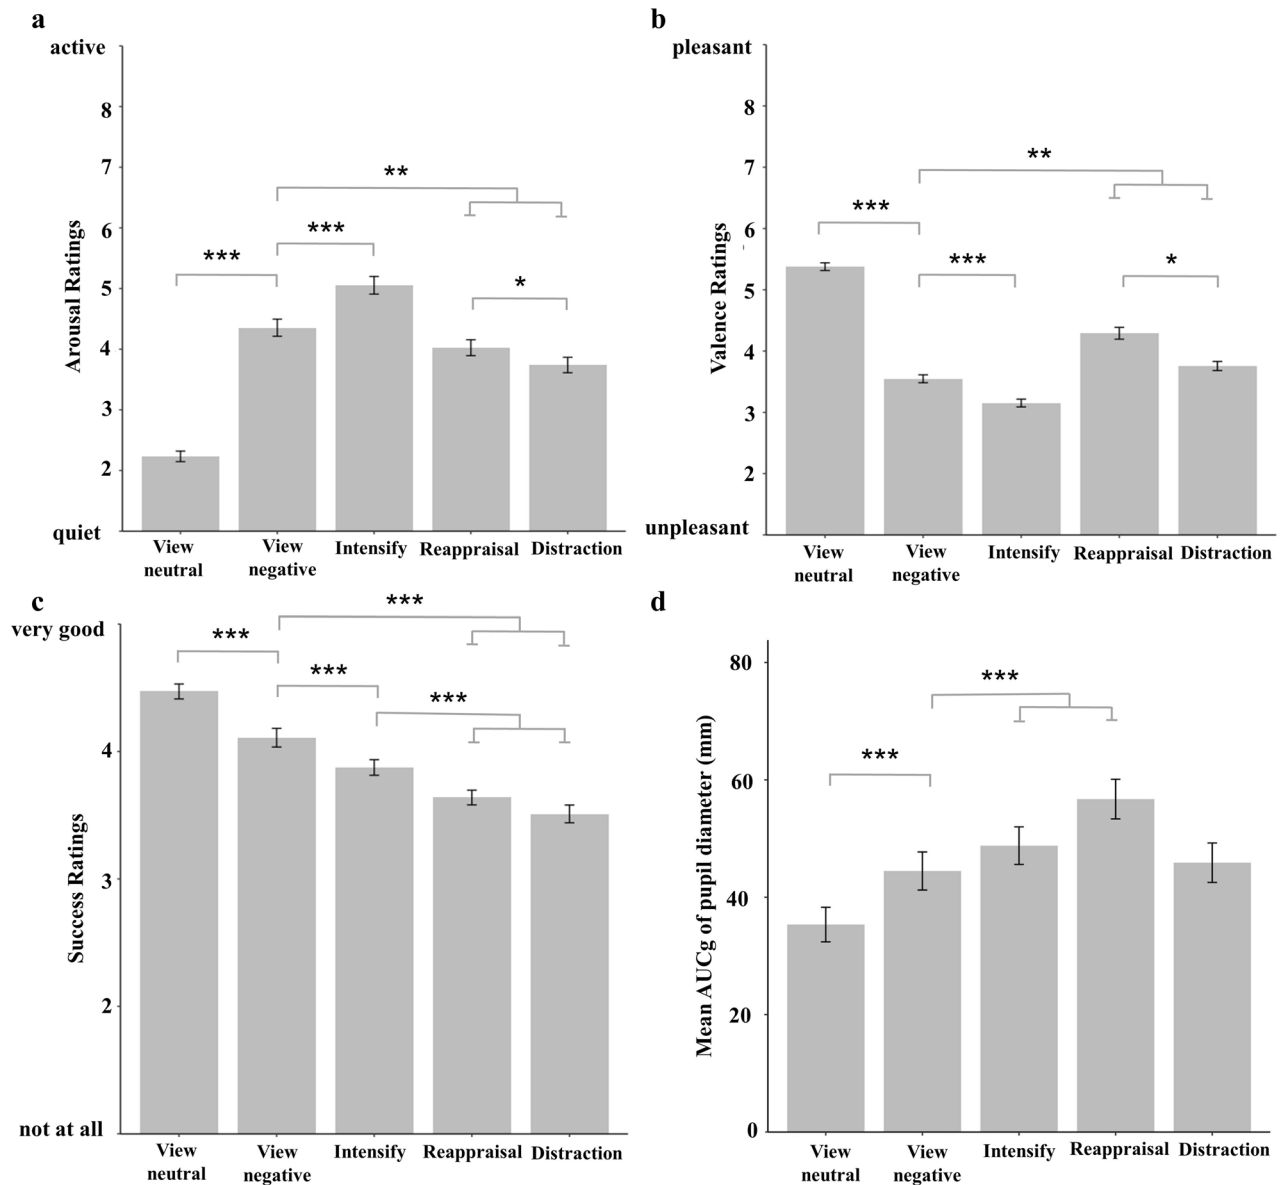 a
active
8
7
6
5
4
3
2
quiet
Arousal Ratings
***
***
**
*
View neutral
View negative
Intensify
Reappraisal
Distraction
b
pleasant
8
7
6
5
4
3
2
unpleasant
Valence Ratings
***
***
**
*
View neutral
View negative
Intensify
Reappraisal
Distraction
c
very good
4
3
2
not at all
Success Ratings
***
***
***
***
View neutral
View negative
Intensify
Reappraisal
Distraction
d
80
60
40
20
0
Mean AUCg of pupil diameter (mm)
***
***
View neutral
View negative
Intensify
Reappraisal
Distraction